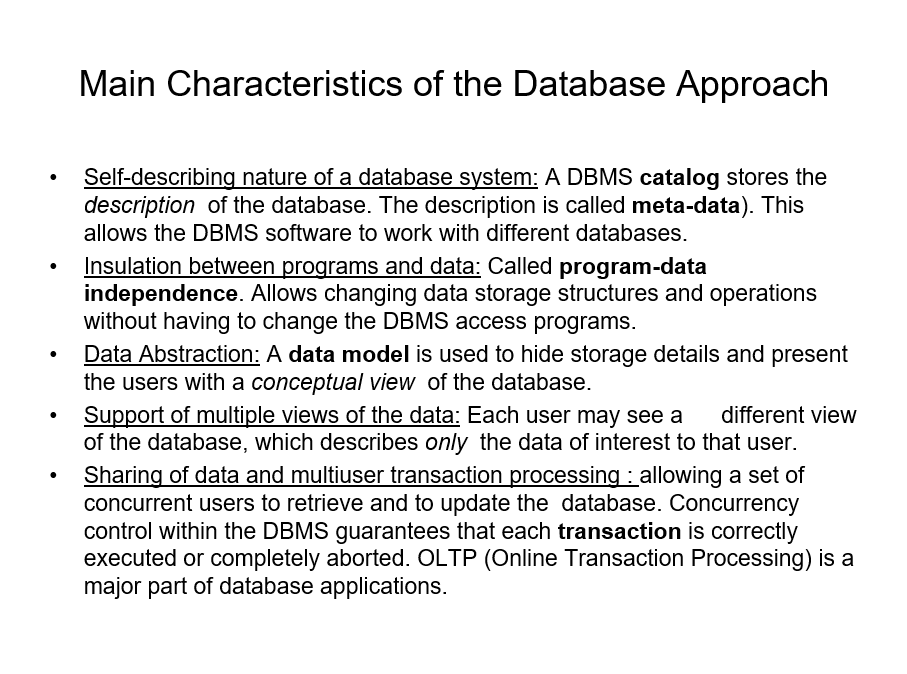 Main Characteristics of the Database Approach
• Self-describing nature of a database system: A DBMS catalog stores the
description of the database. The description is called meta-data). This
allows the DBMS software to work with different databases.
• Insulation between programs and data: Called program-data
independence. Allows changing data storage structures and operations
without having to change the DBMS access programs.
• Data Abstraction: A data model is used to hide storage details and present
the users with a conceptual view of the database.
• Support of multiple views of the data: Each user may see a different view
of the database, which describes only the data of interest to that user.
• Sharing of data and multiuser transaction processing : allowing a set of
concurrent users to retrieve and to update the database. Concurrency
control within the DBMS guarantees that each transaction is correctly
executed or completely aborted. OLTP (Online Transaction Processing) is a
major part of database applications.